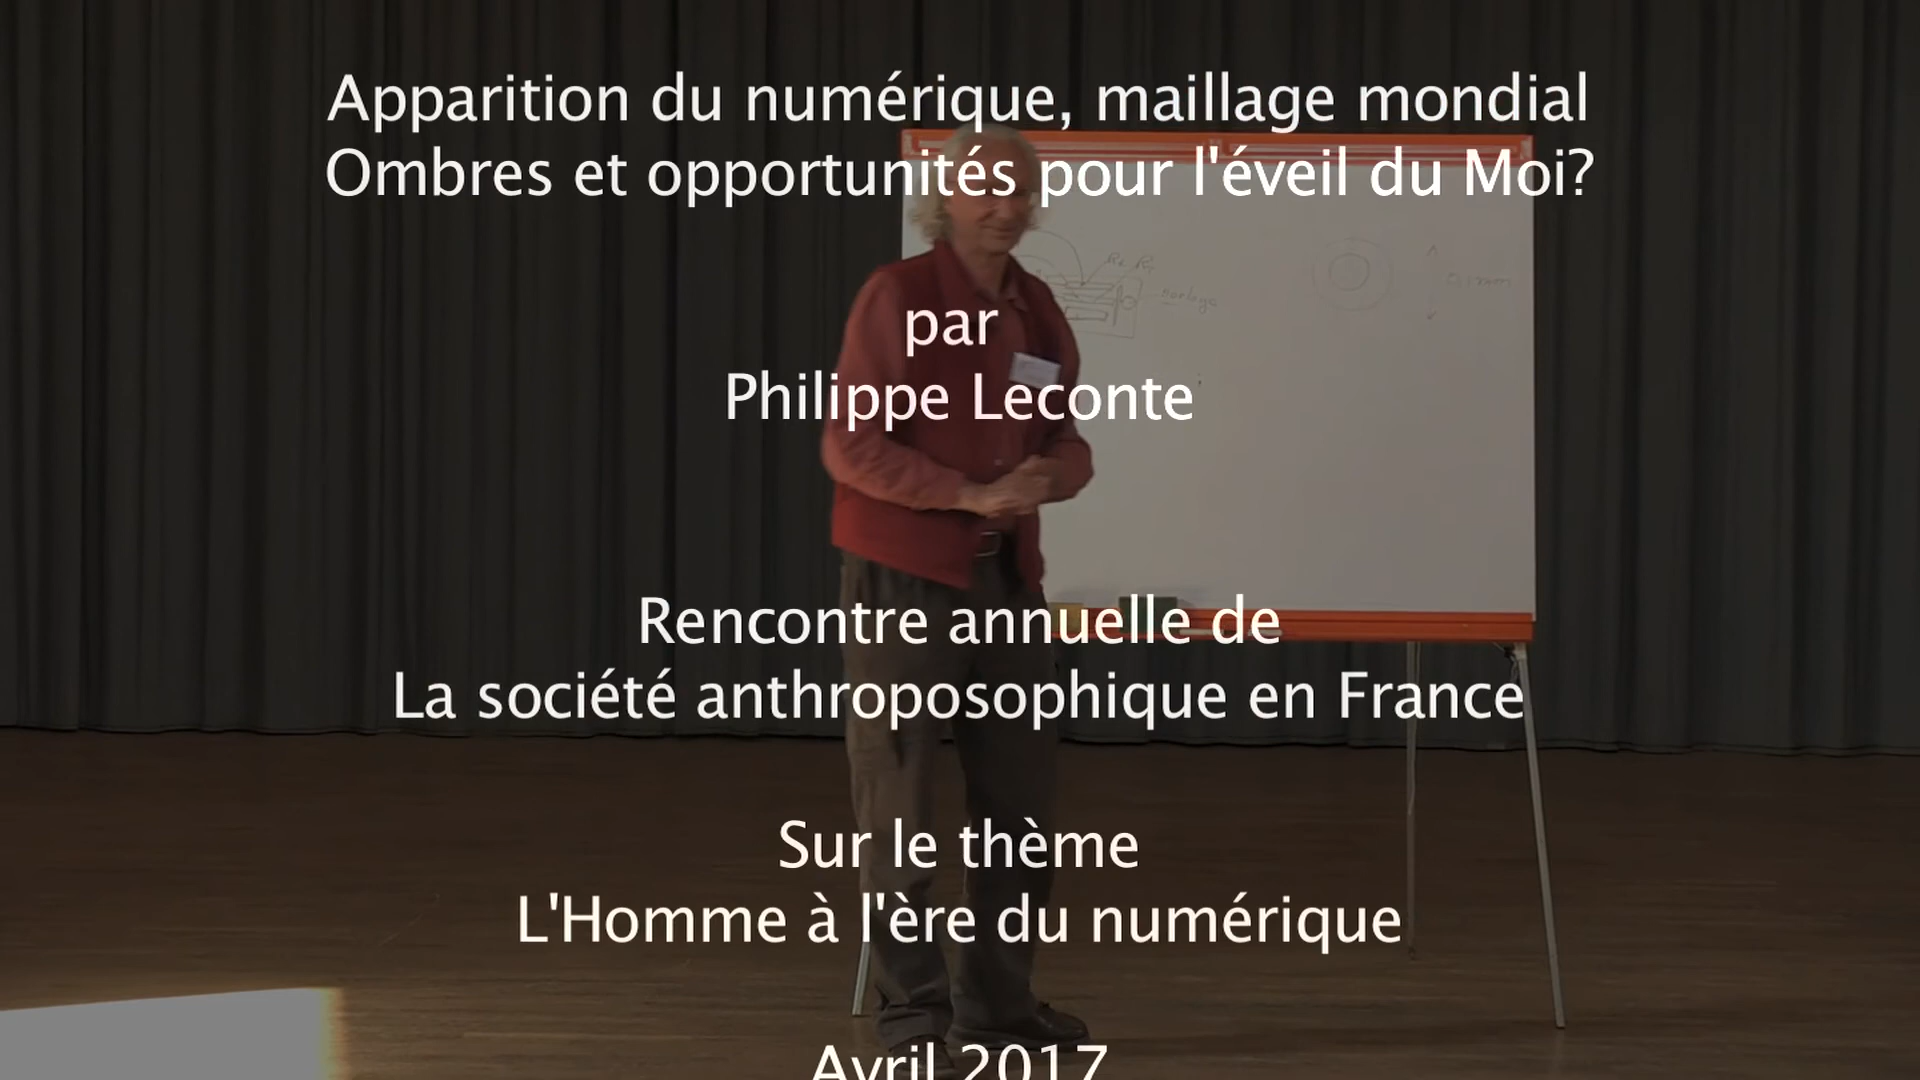 Apparition du numérique, maillage mondial
Ombres et opportunités pour l'éveil du Moi?
par
Philippe Leconte
Rencontre annuelle de
La société anthroposophique en France
Sur le thème
L'Homme à l'ère du numérique
Avril 2017
horloge